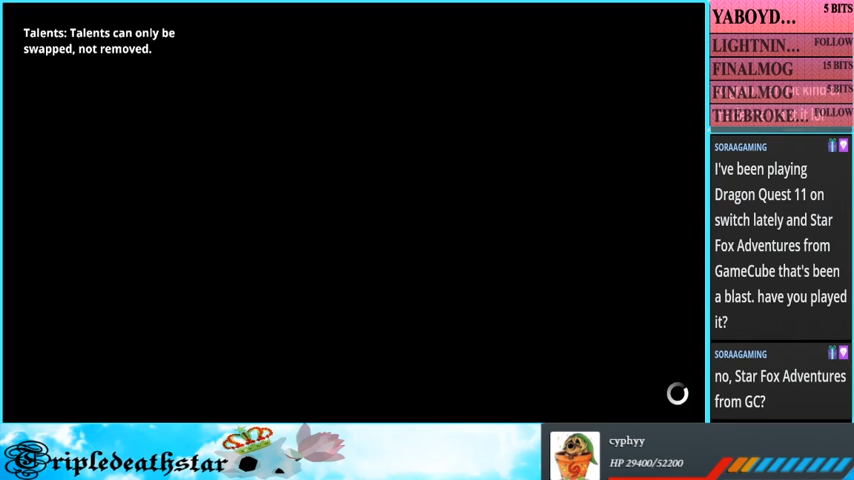 Talents: Talents can only be
swapped, not removed.
YABOYD... 5 BITS
LIGHTNIN... FOLLOW
FINALMOG 15 BITS
FINALMOG 5 BITS
THEBROKE... FOLLOW
SORAAGAMING
I've been playing
Dragon Quest 11 on
switch lately and Star
Fox Adventures from
GameCube that's been
a blast. have you played
it?
SORAAGAMING
no, Star Fox Adventures
from GC?
Tripledeathstar
cyphyy
HP 29400/52200